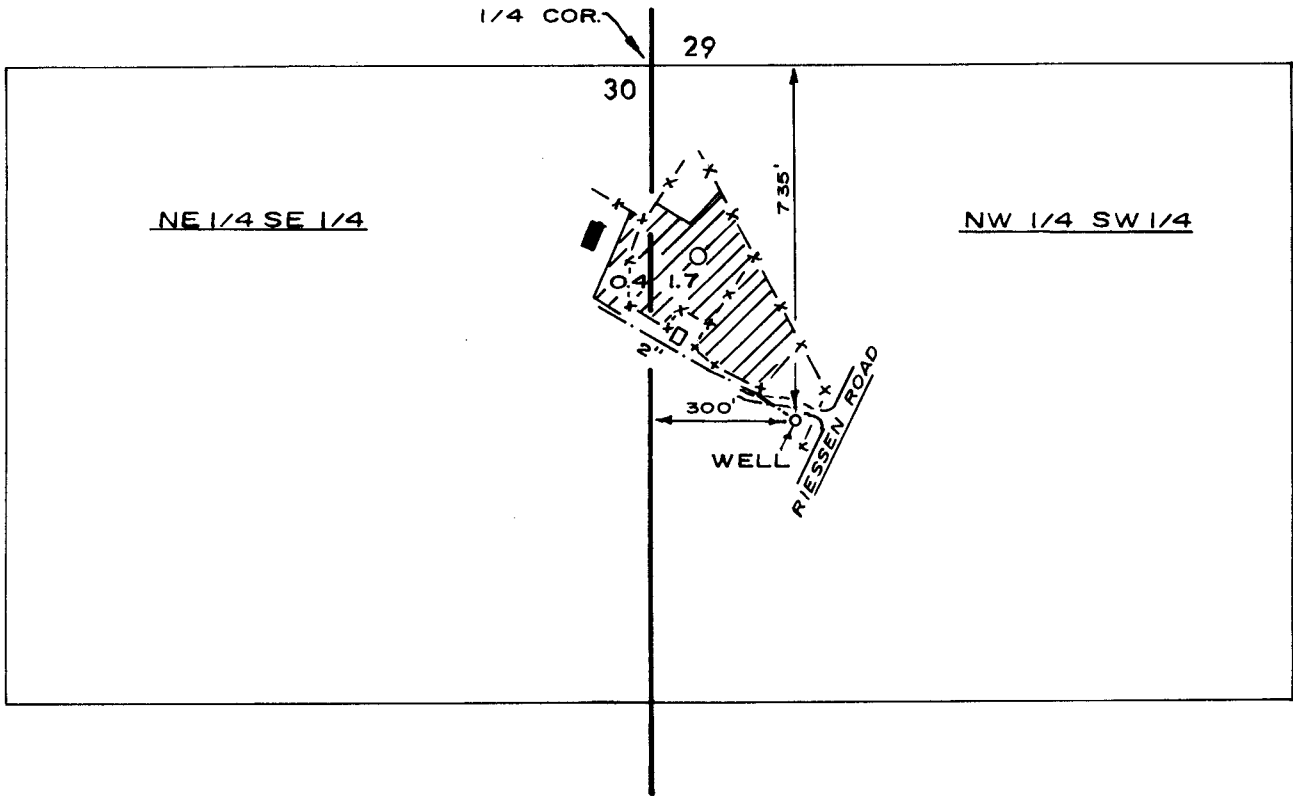 1/4 COR.
29
30
735'
NE 1/4 SE 1/4
NW 1/4 SW 1/4
0.4
1.7
2"
300'
WELL
RIESSEN ROAD